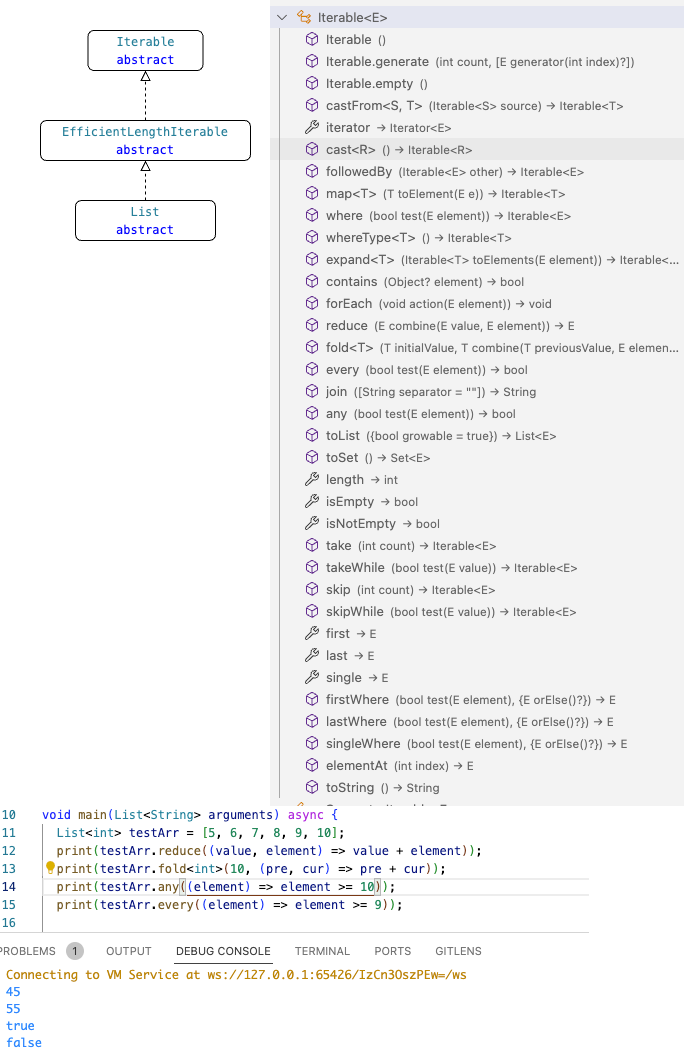 Iterable
abstract
EfficientLengthIterable
abstract
List
abstract
Iterable<E>
Iterable ()
Iterable.generate (int count, [E generator(int index)?])
Iterable.empty ()
castFrom<S, T> (Iterable<S> source) → Iterable<T>
iterator → Iterator<E>
cast<R> () → Iterable<R>
followedBy (Iterable<E> other) → Iterable<E>
map<T> (T toElement(E e)) → Iterable<T>
where (bool test(E element)) → Iterable<E>
whereType<T> () → Iterable<T>
expand<T> (Iterable<T> toElements(E element)) → Iterable<...
contains (Object? element) → bool
forEach (void action(E element)) → void
reduce (E combine(E value, E element)) → E
fold<T> (T initialValue, T combine(T previousValue, E elemen...
every (bool test(E element)) → bool
join ([String separator = ""]) → String
any (bool test(E element)) → bool
toList ({bool growable = true}) → List<E>
toSet () → Set<E>
length → int
isEmpty → bool
isNotEmpty → bool
take (int count) → Iterable<E>
takeWhile (bool test(E value)) → Iterable<E>
skip (int count) → Iterable<E>
skipWhile (bool test(E value)) → Iterable<E>
first → E
last → E
single → E
firstWhere (bool test(E element), {E orElse()?}) → E
lastWhere (bool test(E element), {E orElse()?}) → E
singleWhere (bool test(E element), {E orElse()?}) → E
elementAt (int index) → E
toString () → String
10 void main(List<String> arguments) async {
11 List<int> testArr = [5, 6, 7, 8, 9, 10];
12 print(testArr.reduce((value, element) => value + element));
13 print(testArr.fold<int>(10, (pre, cur) => pre + cur));
14 print(testArr.any((element) => element >= 10));
15 print(testArr.every((element) => element >= 9));
16
PROBLEMS 1 OUTPUT DEBUG CONSOLE TERMINAL PORTS GITLENS
Connecting to VM Service at ws://127.0.0.1:65426/IzCn3OszPEw=/ws
45
55
true
false